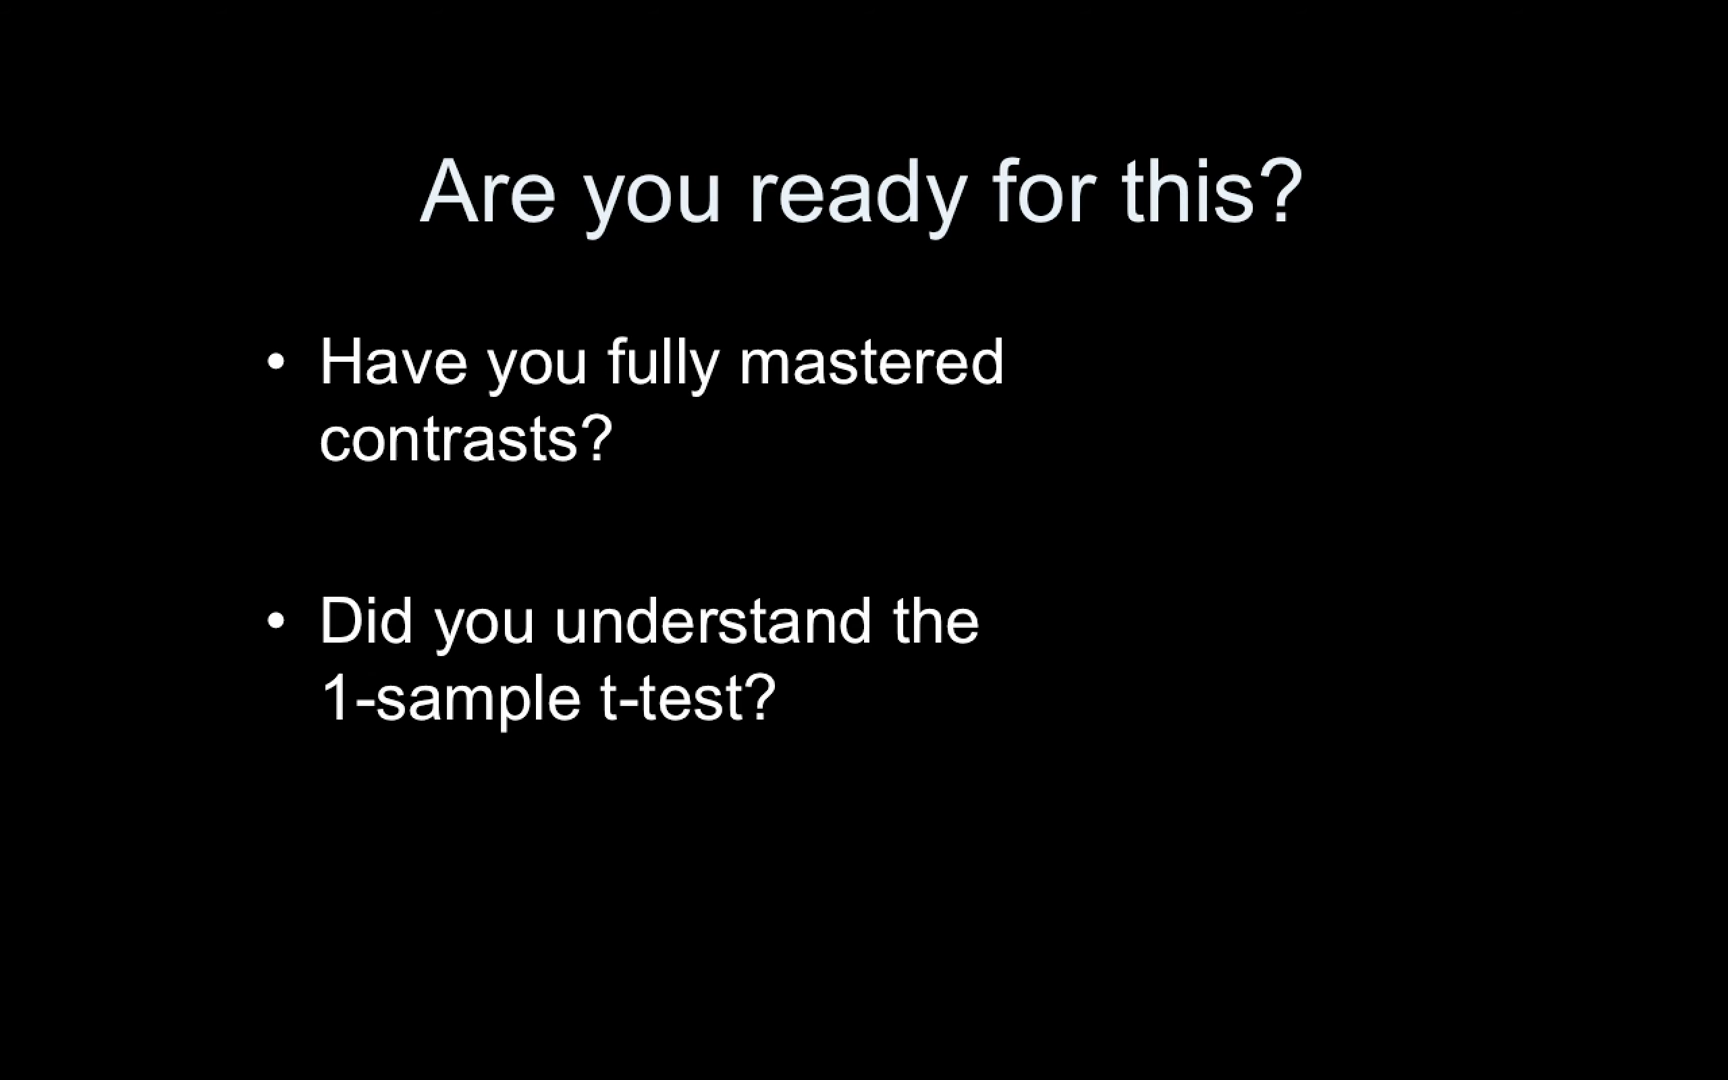 Are you ready for this?
• Have you fully mastered
contrasts?
• Did you understand the
1-sample t-test?